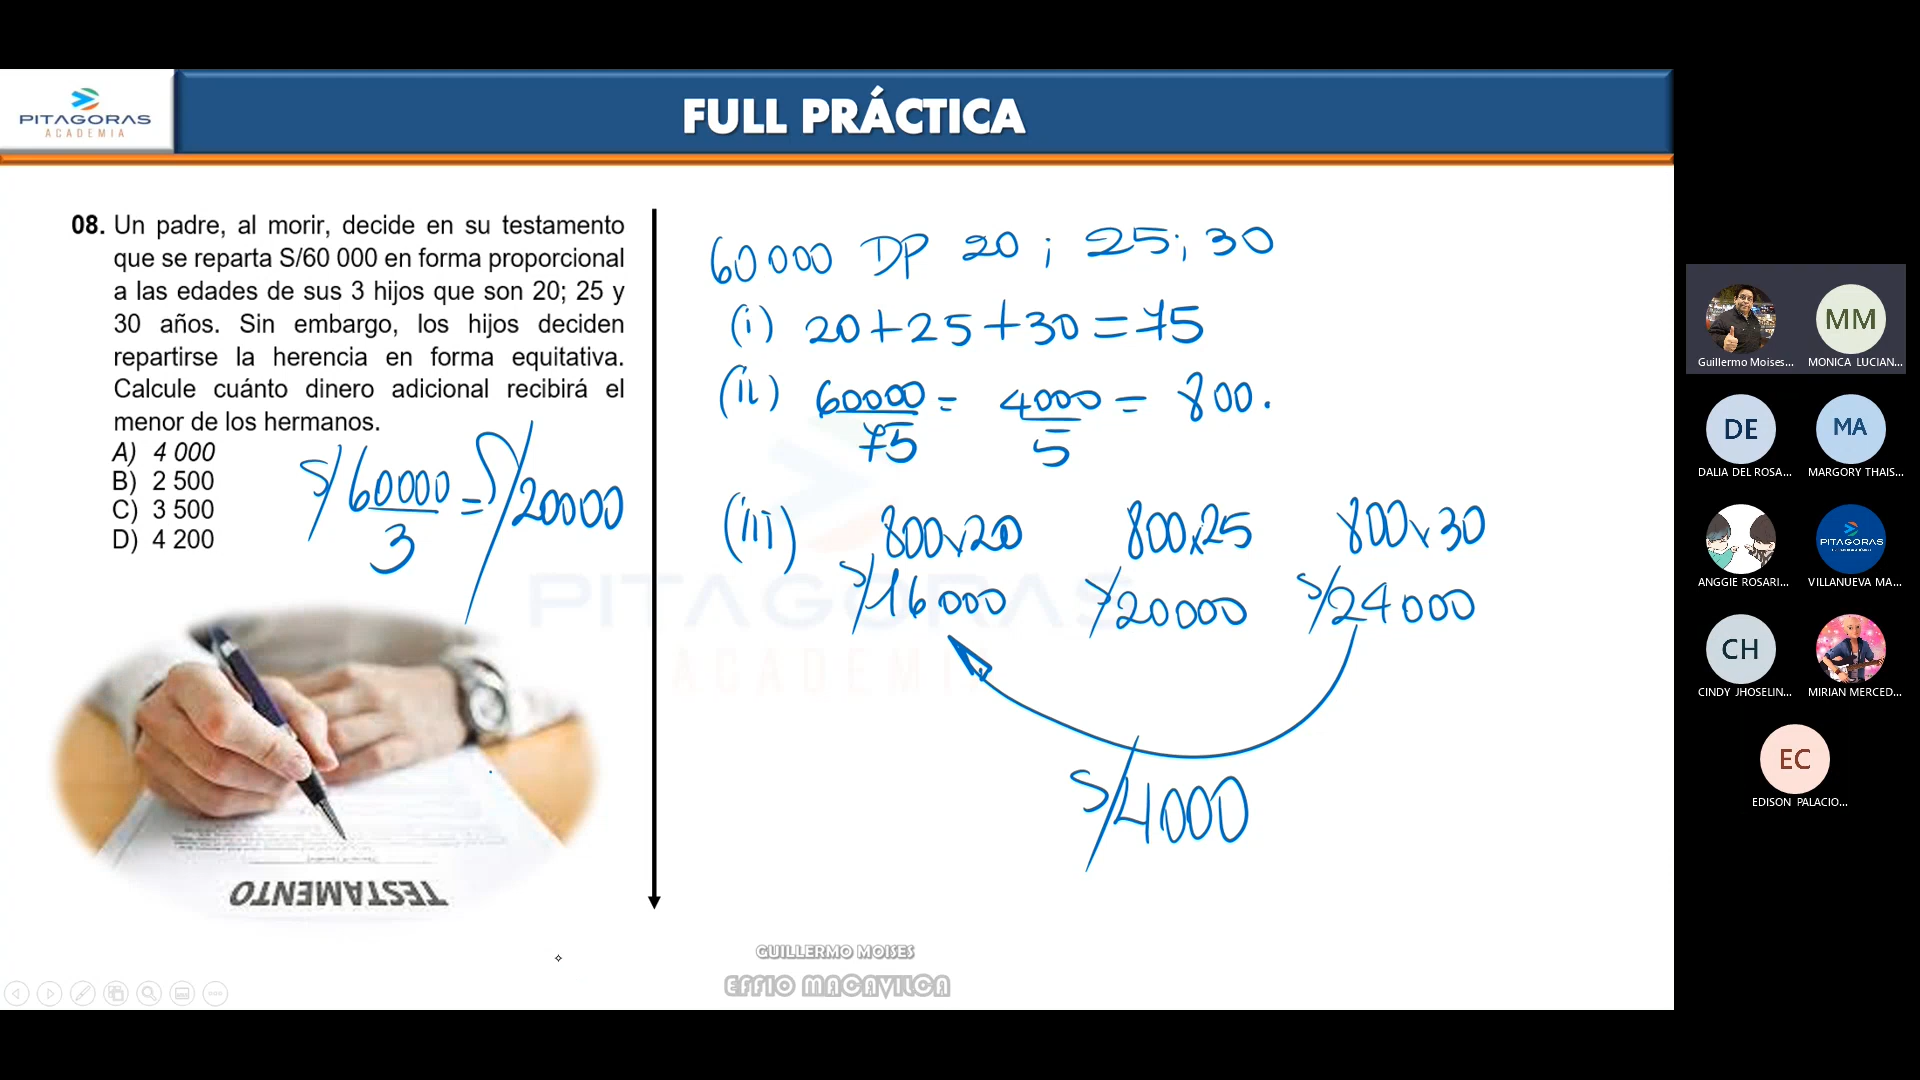 PITAGORAS
ACADEMIA
FULL PRÁCTICA
08. Un padre, al morir, decide en su testamento
que se reparta S/60 000 en forma proporcional
a las edades de sus 3 hijos que son 20; 25 y
30 años. Sin embargo, los hijos deciden
repartirse la herencia en forma equitativa.
Calcule cuánto dinero adicional recibirá el
menor de los hermanos.
A) 4 000
B) 2 500
C) 3 500
D) 4 200
S/60000/3 = S/20000
TESTAMENTO
60000 DP 20 ; 25 ; 30
(i) 20+25+30=75
(ii) 60000/75 = 4000/5 = 800.
(iii) 800x20 800x25 800x30
S/16000 S/20000 S/24000
S/4000
PITAGORAS
ACADEMIA
GUILLERMO MOISES
EFFIO MACAVILCA
Guillermo Moises...
MM
MONICA LUCIAN...
DE
DALIA DEL ROSA...
MA
MARGORY THAIS...
ANGGIE ROSARI...
PITAGORAS
VILLANUEVA MA...
CH
CINDY JHOSELIN...
MIRIAN MERCED...
EC
EDISON PALACIO...